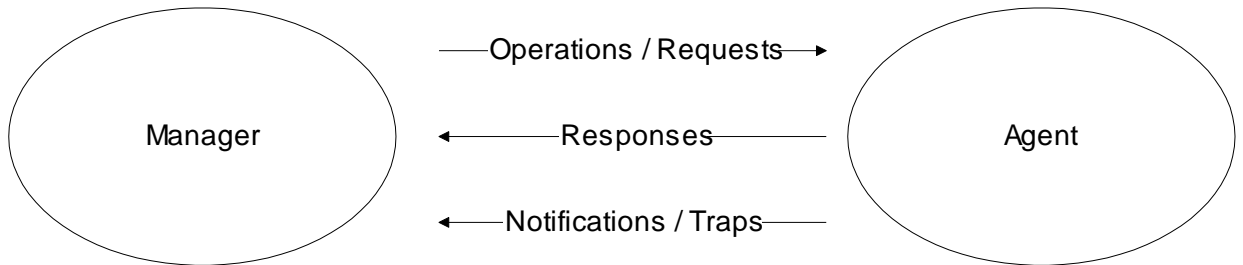 Operations / Requests
Manager
Responses
Agent
Notifications / Traps